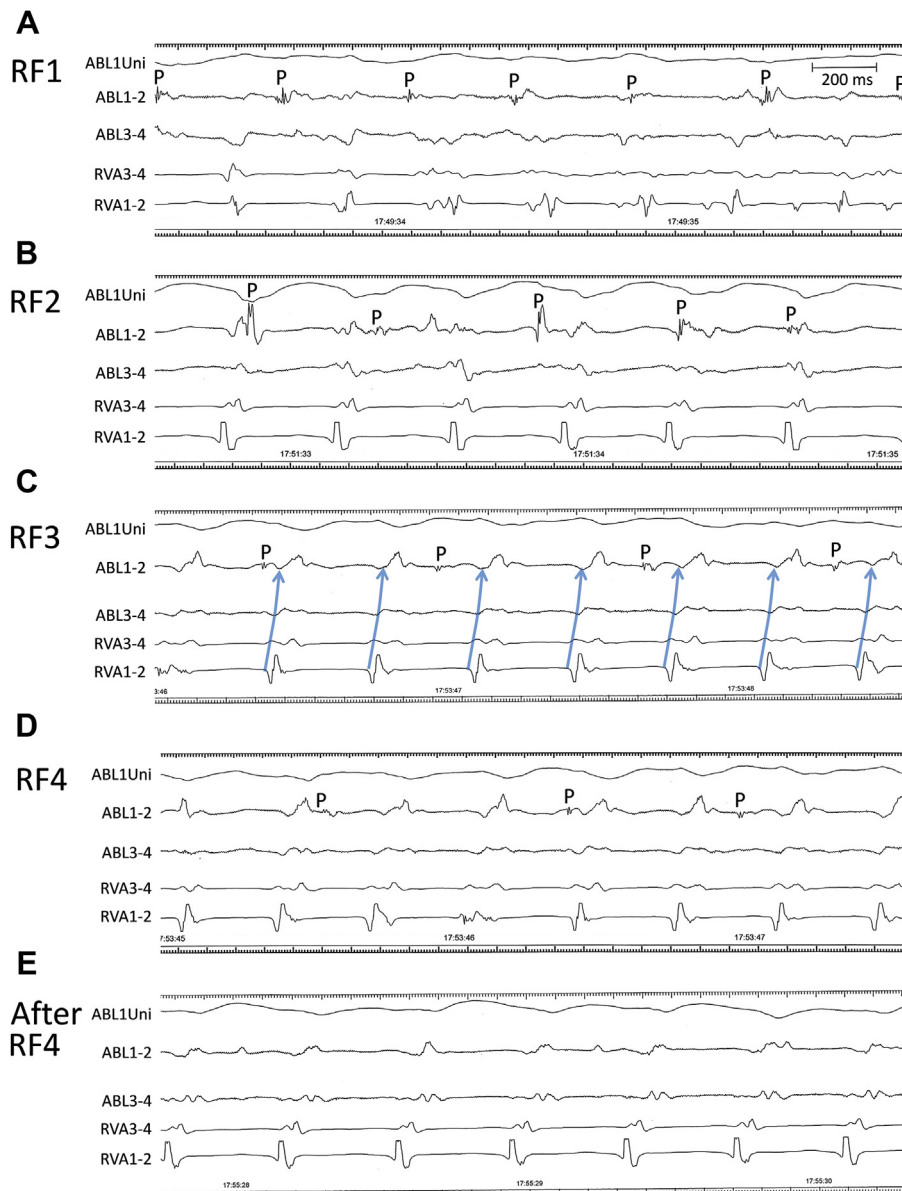 A
RF1
ABL1Uni
200 ms
P P P P P P P
ABL1-2
ABL3-4
RVA3-4
RVA1-2
17:49:34 17:49:35
B
RF2
ABL1Uni
P P P P P
ABL1-2
ABL3-4
RVA3-4
RVA1-2
17:51:33 17:51:34 17:51:35
C
RF3
ABL1Uni
P P P P
ABL1-2
ABL3-4
RVA3-4
RVA1-2
3:46 17:53:47 17:53:48
D
RF4
ABL1Uni
P P P
ABL1-2
ABL3-4
RVA3-4
RVA1-2
7:53:45 17:53:46 17:53:47
E
After
RF4
ABL1Uni
ABL1-2
ABL3-4
RVA3-4
RVA1-2
17:55:28 17:55:29 17:55:30